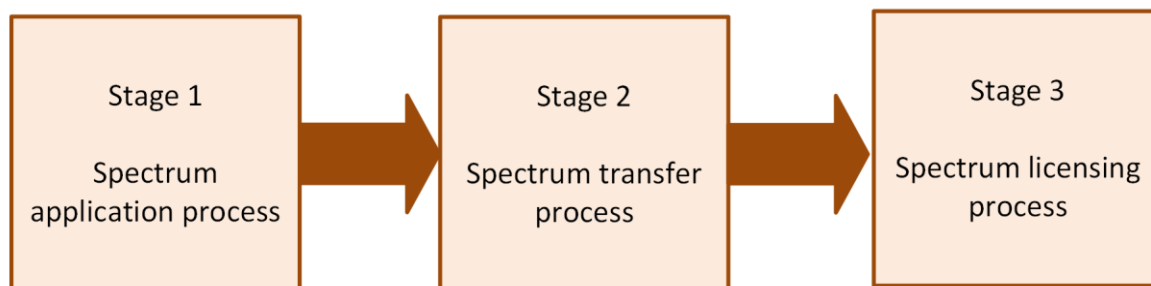 Stage 1
Spectrum
application process
Stage 2
Spectrum transfer
process
Stage 3
Spectrum licensing
process